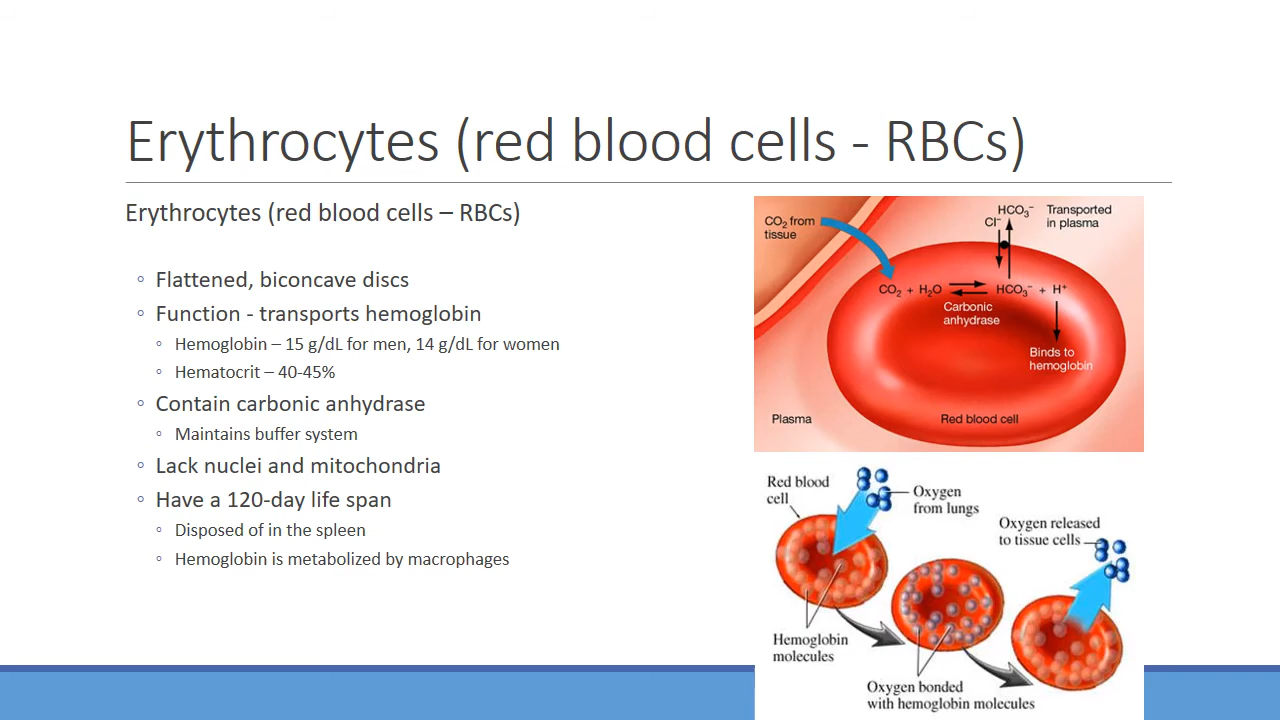 Erythrocytes (red blood cells - RBCs)
Erythrocytes (red blood cells – RBCs)
◦ Flattened, biconcave discs
◦ Function - transports hemoglobin
◦ Hemoglobin – 15 g/dL for men, 14 g/dL for women
◦ Hematocrit – 40-45%
◦ Contain carbonic anhydrase
◦ Maintains buffer system
◦ Lack nuclei and mitochondria
◦ Have a 120-day life span
◦ Disposed of in the spleen
◦ Hemoglobin is metabolized by macrophages
CO₂ from
tissue
HCO₃⁻
Cl⁻
Transported
in plasma
CO₂ + H₂O
HCO₃⁻ + H⁺
Carbonic
anhydrase
Binds to
hemoglobin
Plasma
Red blood cell
Red blood
cell
Oxygen
from lungs
Oxygen released
to tissue cells
Hemoglobin
molecules
Oxygen bonded
with hemoglobin molecules